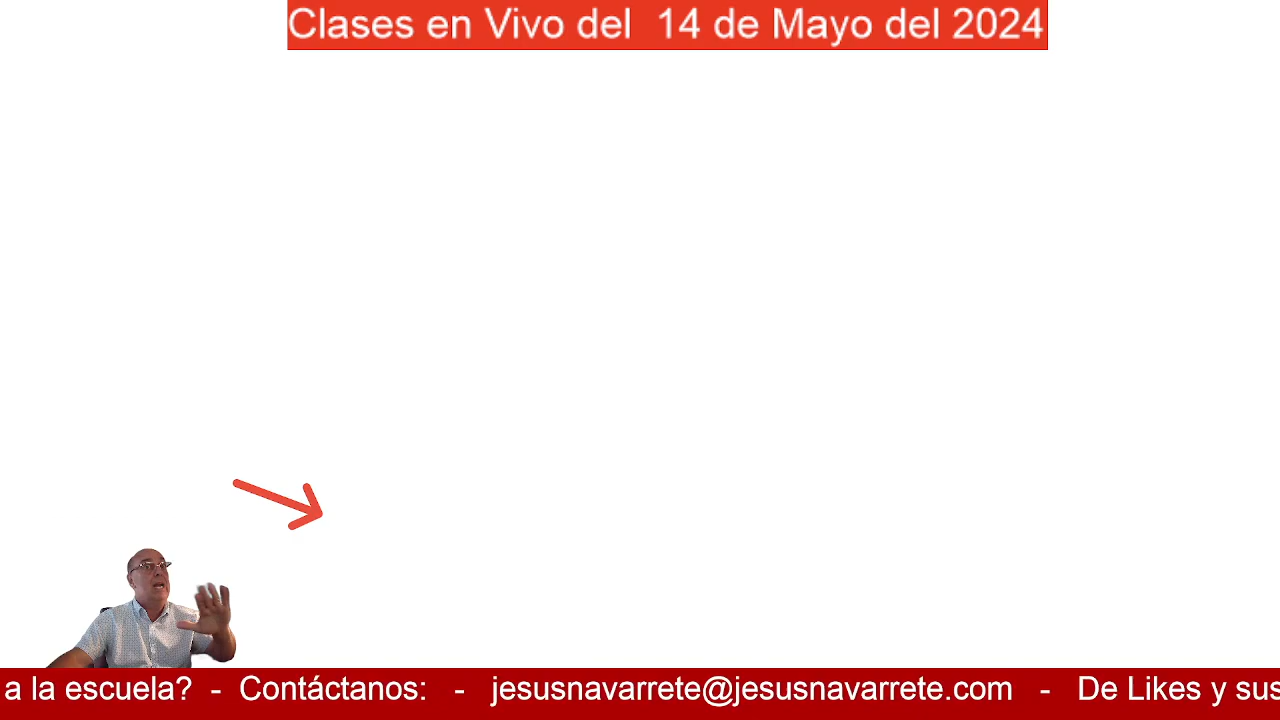 Clases en Vivo del  14 de Mayo del 2024
a la escuela?  -  Contáctanos:   -   jesusnavarrete@jesusnavarrete.com   -   De Likes y sus